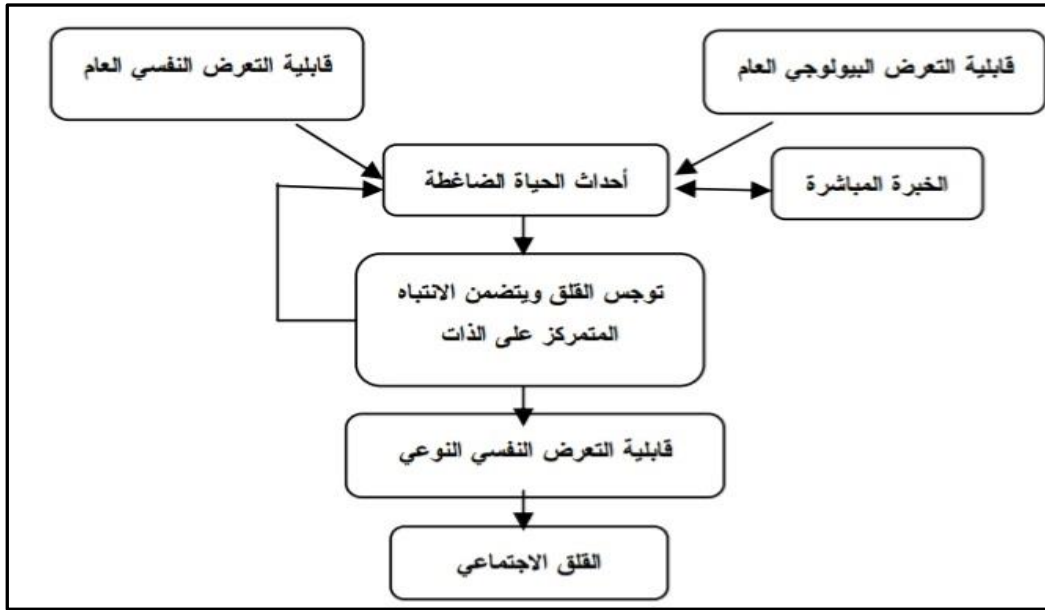 قابلية التعرض البيولوجي العام
قابلية التعرض النفسي العام
أحداث الحياة الضاغطة
الخبرة المباشرة
توجس القلق ويتضمن الانتباه
المتمركز على الذات
قابلية التعرض النفسي النوعي
القلق الاجتماعي